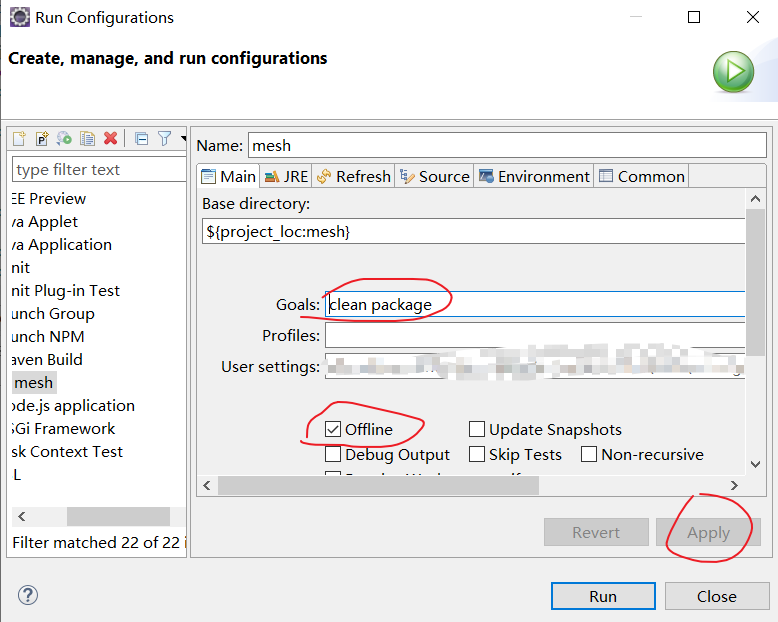 Run Configurations
Create, manage, and run configurations
type filter text
EE Preview
va Applet
va Application
nit
nit Plug-in Test
unch Group
unch NPM
aven Build
mesh
ode.js application
SGi Framework
sk Context Test
L
Filter matched 22 of 22 i
Name: mesh
Main JRE Refresh Source Environment Common
Base directory:
${project_loc:mesh}
Goals: clean package
Profiles:
User settings:
Offline Update Snapshots
Debug Output Skip Tests Non-recursive
Revert Apply
Run Close